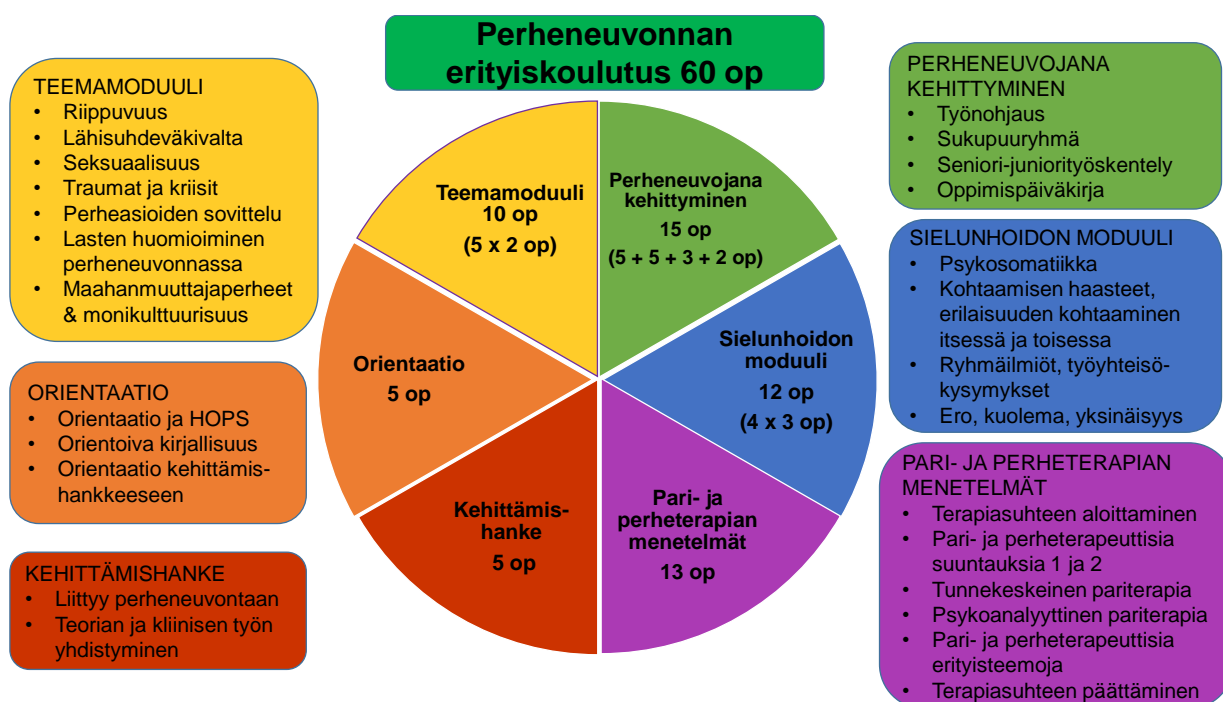 Perheneuvonnan
erityiskoulutus 60 op
TEEMAMODUULI
• Riippuvuus
• Lähisuhdeväkivalta
• Seksuaalisuus
• Traumat ja kriisit
• Perheasioiden sovittelu
• Lasten huomioiminen
perheneuvonnassa
• Maahanmuuttajaperheet
& monikulttuurisuus
ORIENTAATIO
• Orientaatio ja HOPS
• Orientoiva kirjallisuus
• Orientaatio kehittämis-
hankkeeseen
KEHITTÄMISHANKE
• Liittyy perheneuvontaan
• Teorian ja kliinisen työn
yhdistyminen
Teemamoduuli
10 op
(5 x 2 op)
Perheneuvojana
kehittyminen
15 op
(5 + 5 + 3 + 2 op)
Orientaatio
5 op
Sielunhoidon
moduuli
12 op
(4 x 3 op)
Kehittämis-
hanke
5 op
Pari- ja
perheterapian
menetelmät
13 op
PERHENEUVOJANA
KEHITTYMINEN
• Työnohjaus
• Sukupuuryhmä
• Seniori-juniorityöskentely
• Oppimispäiväkirja
SIELUNHOIDON MODUULI
• Psykosomatiikka
• Kohtaamisen haasteet,
erilaisuuden kohtaaminen
itsessä ja toisessa
• Ryhmäilmiöt, työyhteisö-
kysymykset
• Ero, kuolema, yksinäisyys
PARI- JA PERHETERAPIAN
MENETELMÄT
• Terapiasuhteen aloittaminen
• Pari- ja perheterapeuttisia
suuntauksia 1 ja 2
• Tunnekeskeinen pariterapia
• Psykoanalyyttinen pariterapia
• Pari- ja perheterapeuttisia
erityisteemoja
• Terapiasuhteen päättäminen